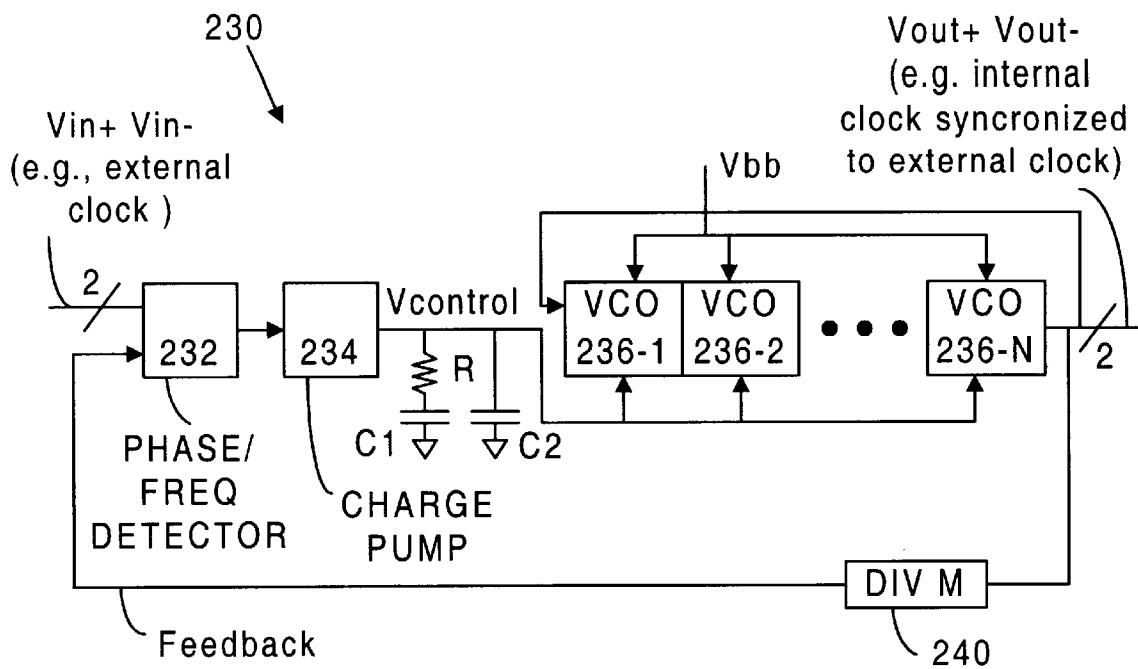 230
Vin+ Vin-
(e.g., external
clock )
Vout+ Vout-
(e.g. internal
clock syncronized
to external clock)
Vbb
2
232
234
Vcontrol
R
C1
C2
VCO
236-1
VCO
236-2
VCO
236-N
2
PHASE/
FREQ
DETECTOR
CHARGE
PUMP
DIV M
240
Feedback